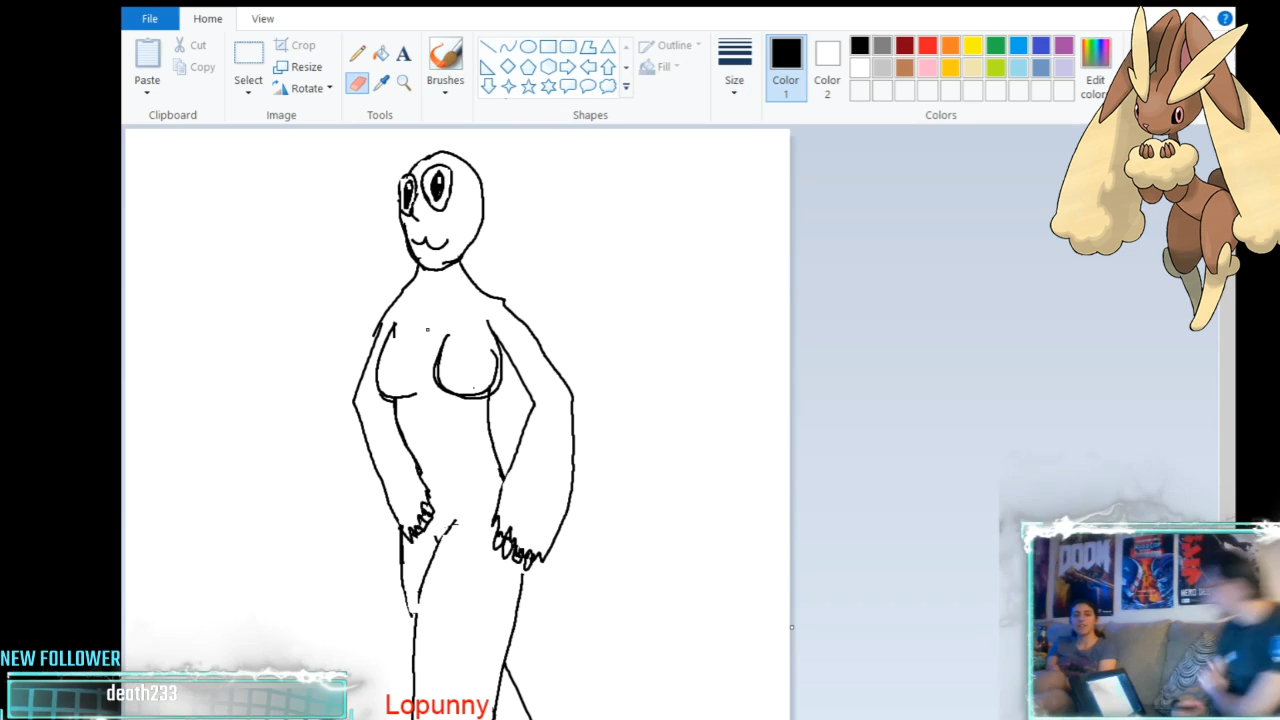 File Home View
Cut Crop Outline
Copy Resize Fill
Paste Select Rotate Brushes Size Color 1 Color 2 Edit colors
Clipboard Image Tools Shapes Colors
DOOM
NEW FOLLOWER
death233
Lopunny